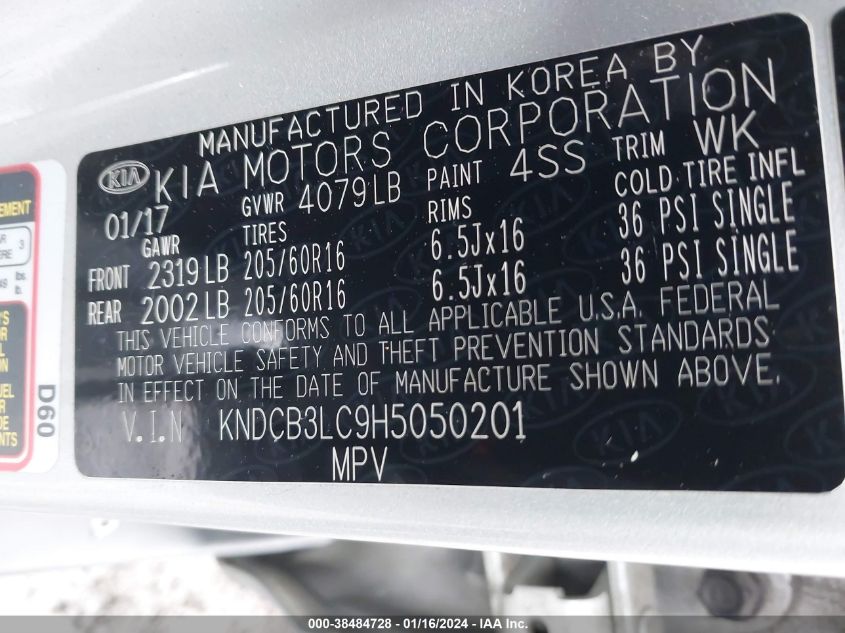 MANUFACTURED IN KOREA BY
KIA KIA MOTORS CORPORATION
01/17 GVWR 4079LB PAINT 4SS TRIM WK
GAWR TIRES RIMS COLD TIRE INFL
FRONT 2319LB 205/60R16 6.5Jx16 36 PSI SINGLE
REAR 2002LB 205/60R16 6.5Jx16 36 PSI SINGLE
THIS VEHICLE CONFORMS TO ALL APPLICABLE U.S.A. FEDERAL
MOTOR VEHICLE SAFETY AND THEFT PREVENTION STANDARDS
IN EFFECT ON THE DATE OF MANUFACTURE SHOWN ABOVE.
V.I.N KNDCB3LC9H5050201
MPV
D60
000-38484728 - 01/16/2024 - IAA Inc.